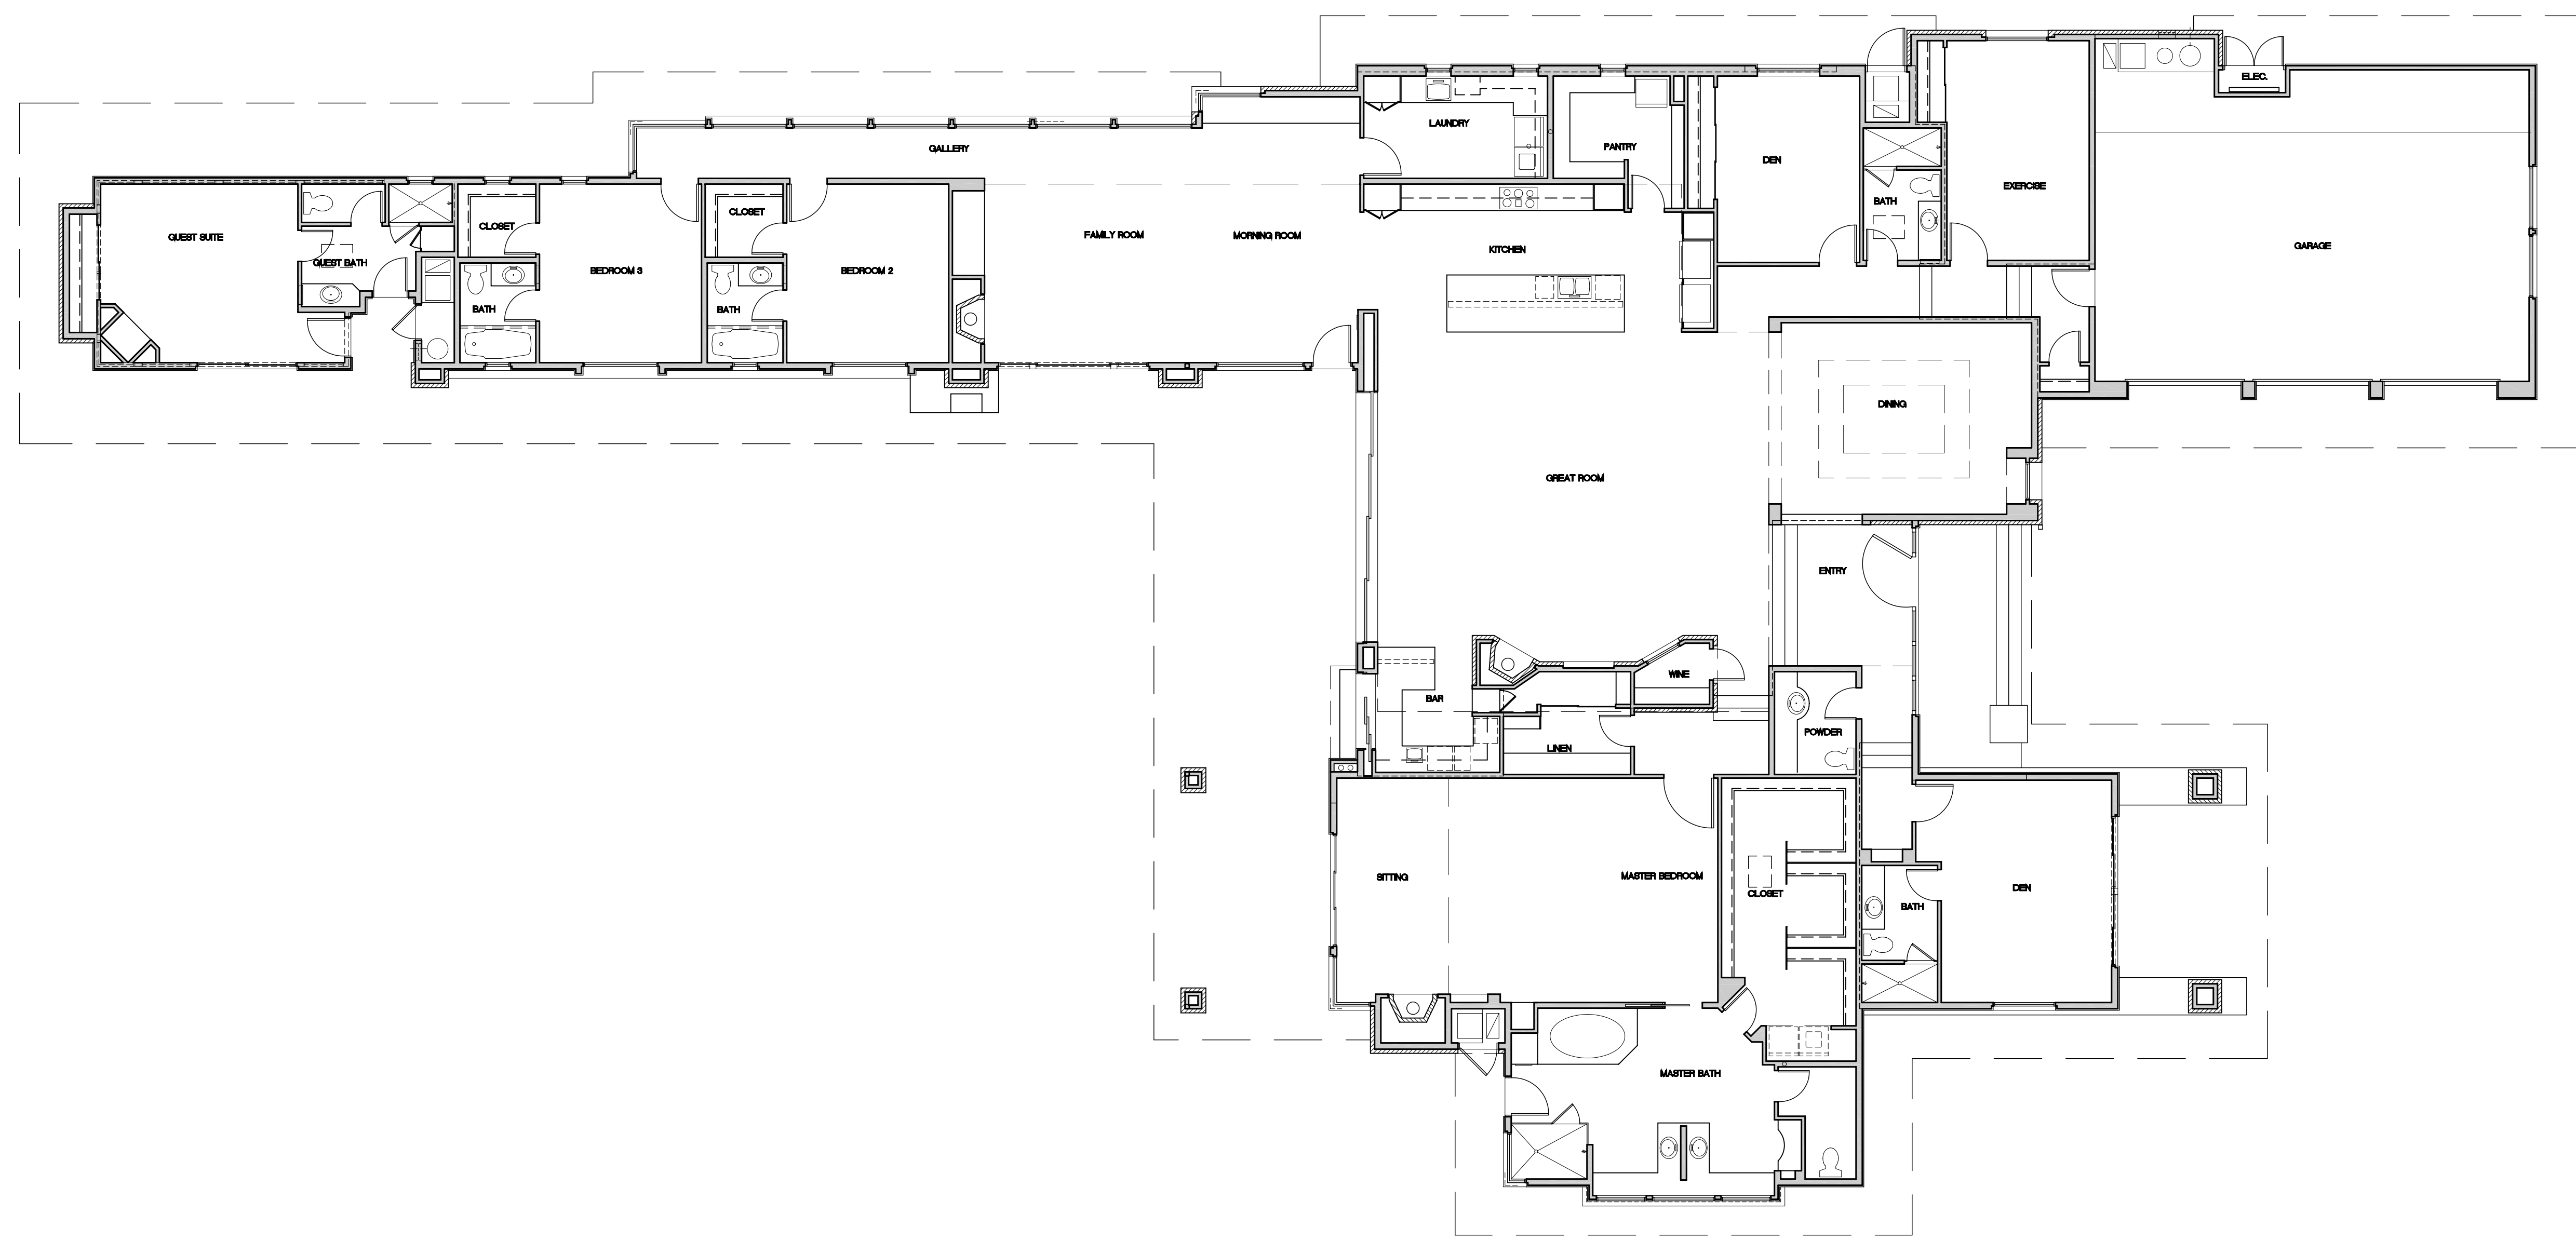 ELEC.
LAUNDRY
GALLERY
PANTRY
DEN
EXERCISE
BATH
CLOSET
CLOSET
GUEST SUITE
FAMILY ROOM
MORNING ROOM
KITCHEN
GARAGE
GUEST BATH
BEDROOM 3
BEDROOM 2
BATH
BATH
DINING
GREAT ROOM
ENTRY
WINE
BAR
POWDER
LINEN
SITTING
MASTER BEDROOM
CLOSET
DEN
BATH
MASTER BATH